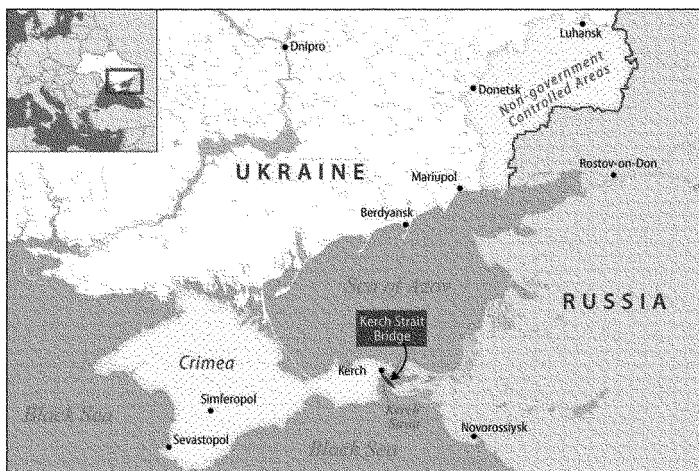 Dnipro
Luhansk
Donetsk
Non-government
Controlled Areas
UKRAINE
Mariupol
Rostov-on-Don
Berdyansk
Sea of Azov
RUSSIA
Kerch Strait
Bridge
Crimea
Kerch
Kerch
Strait
Simferopol
Black Sea
Sevastopol
Black Sea
Novorossiysk